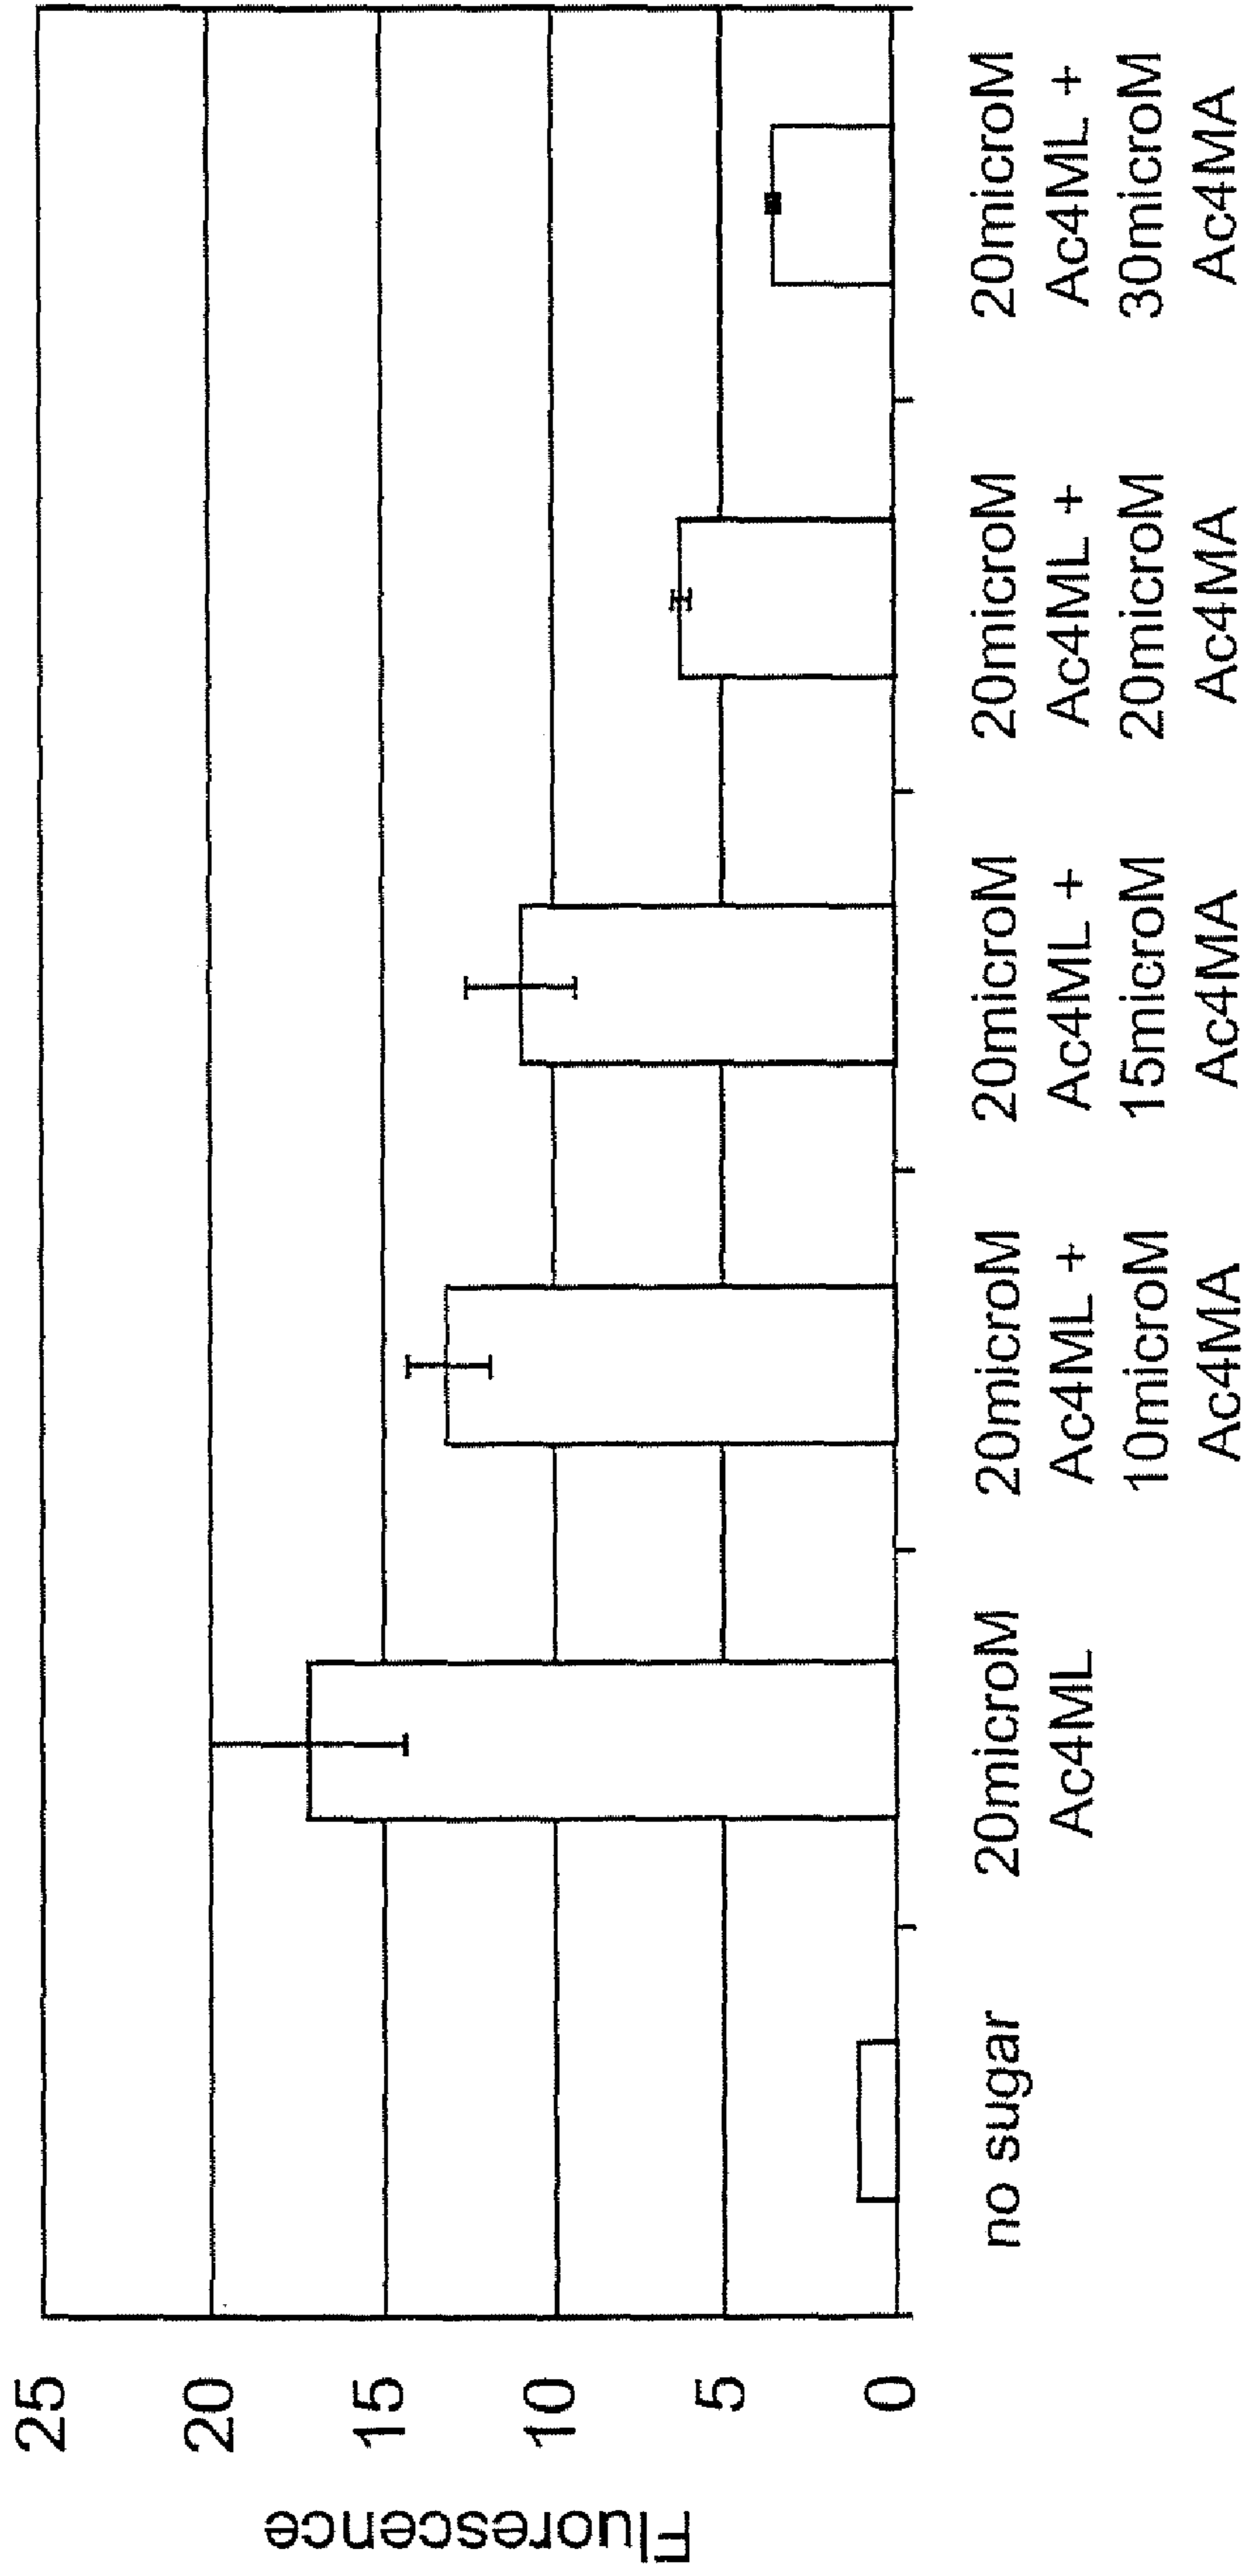 Fluorescence
25
20
15
10
5
0
no sugar
20microM
Ac4ML
20microM
Ac4ML +
10microM
Ac4MA
20microM
Ac4ML +
15microM
Ac4MA
20microM
Ac4ML +
20microM
Ac4MA
20microM
Ac4ML +
30microM
Ac4MA